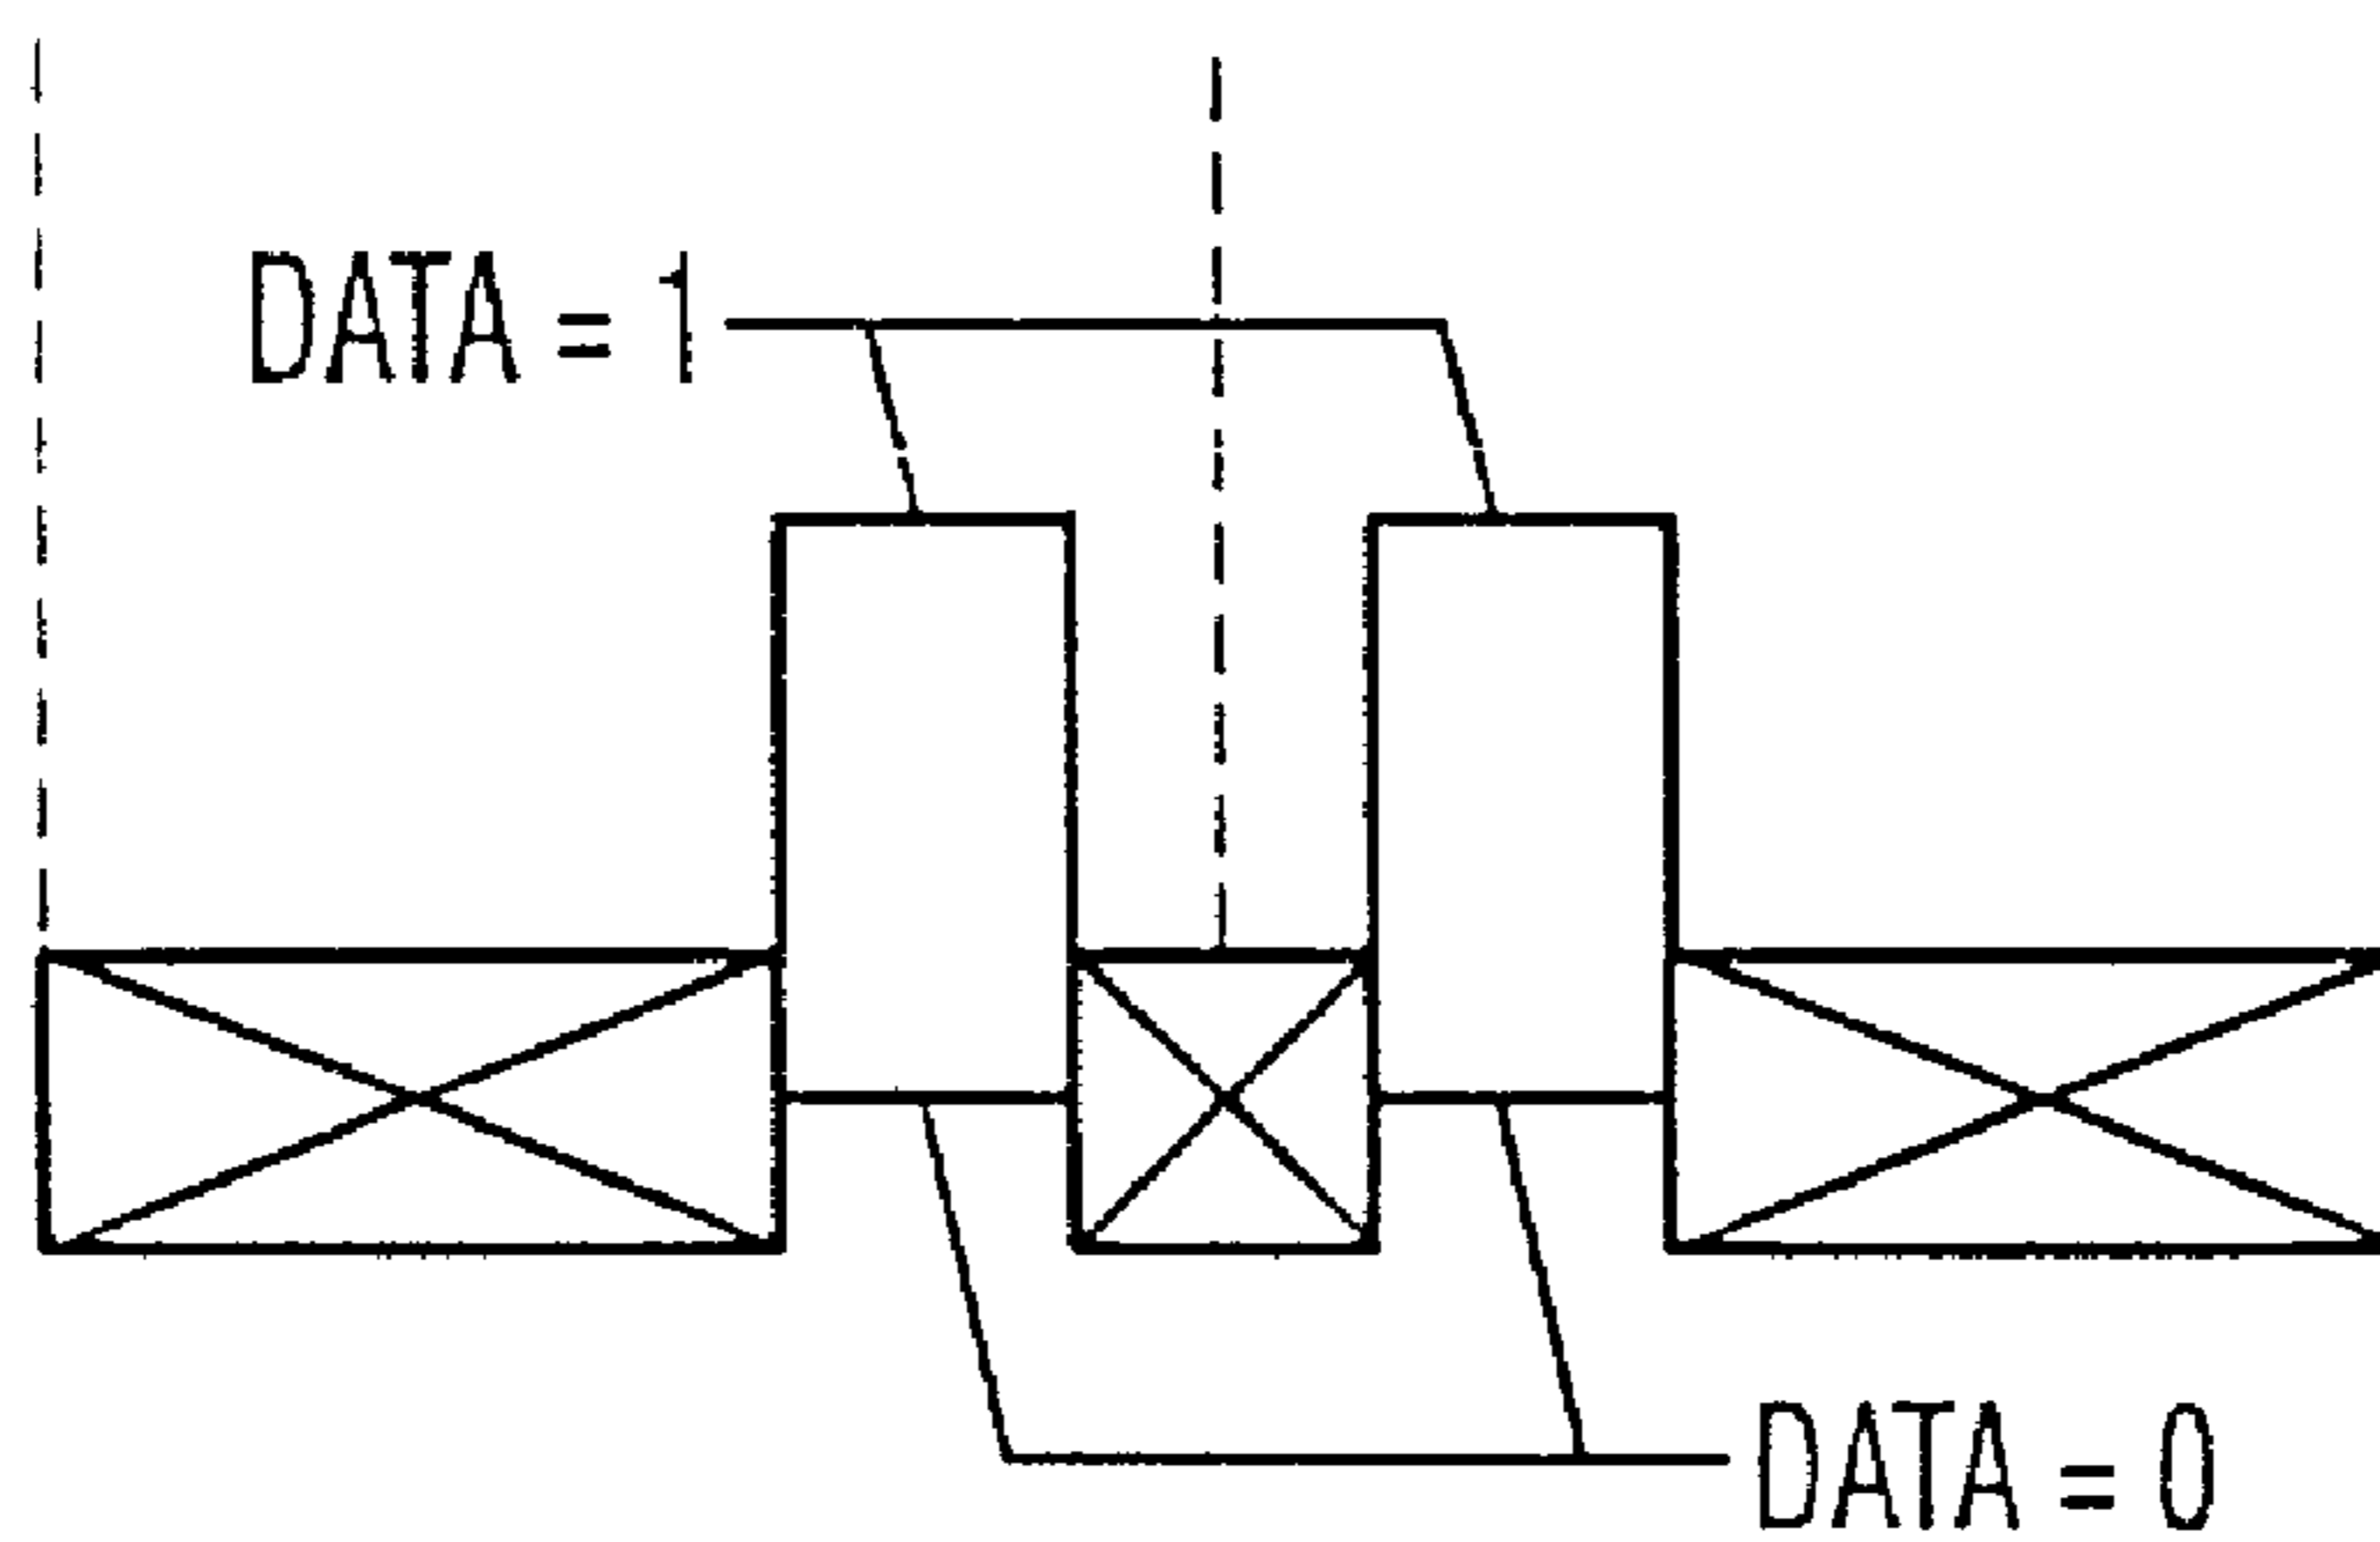 DATA = 1
DATA = 0